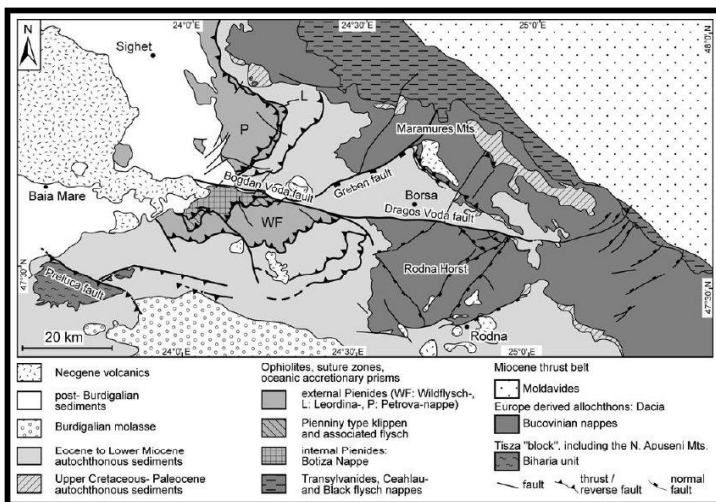 24°0'E
24°30'E
25°0'E
48°0'N
N
Sighet
L
P
Maramures Mts.
Bogdan Voda fault
Greben fault
Baia Mare
Borsa
Dragos Voda fault
WF
47°30'N
Preluca fault
Rodna Horst
47°30'N
20 km
Rodna
24°0'E
24°30'E
25°0'E
Neogene volcanics
post- Burdigalian
sediments
Burdigalian molasse
Eocene to Lower Miocene
autochthonous sediments
Upper Cretaceous- Paleocene
autochthonous sediments
Ophiolites, suture zones,
oceanic accretionary prisms
external Pienides (WF: Wildflysch-,
L: Leordina-, P: Petrova-nappe)
Pienniny type klippen
and associated flysch
internal Pienides:
Botiza Nappe
Transylvanides, Ceahlau-
and Black flysch nappes
Miocene thrust belt
Moldavides
Europe derived allochthons: Dacia
Bucovinian nappes
Tisza "block", including the N. Apuseni Mts.
Biharia unit
fault
thrust /
reverse fault
normal
fault